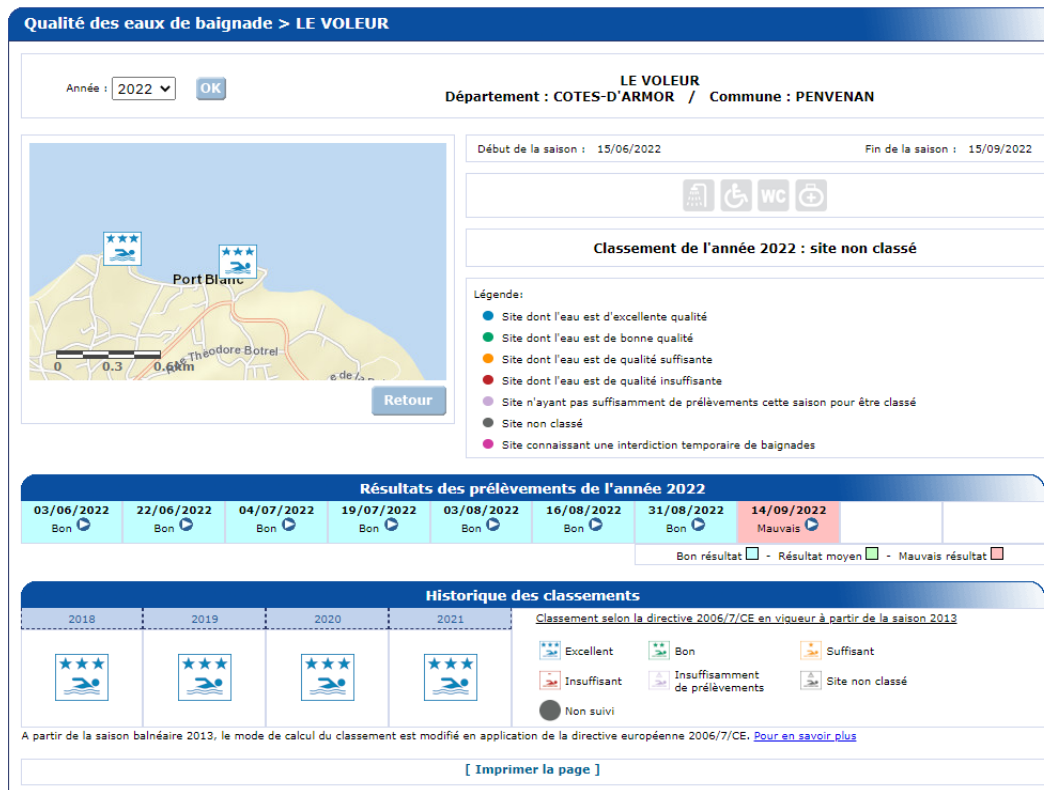 Qualité des eaux de baignade > LE VOLEUR
Année : 2022 OK
LE VOLEUR
Département : COTES-D'ARMOR / Commune : PENVENAN
Début de la saison : 15/06/2022 Fin de la saison : 15/09/2022
WC
Classement de l'année 2022 : site non classé
Port Blanc
Théodore Botrel
0 0.3 0.6km
e de la
Retour
Légende:
Site dont l'eau est d'excellente qualité
Site dont l'eau est de bonne qualité
Site dont l'eau est de qualité suffisante
Site dont l'eau est de qualité insuffisante
Site n'ayant pas suffisamment de prélèvements cette saison pour être classé
Site non classé
Site connaissant une interdiction temporaire de baignades
Résultats des prélèvements de l'année 2022
03/06/2022 22/06/2022 04/07/2022 19/07/2022 03/08/2022 16/08/2022 31/08/2022 14/09/2022
Bon Bon Bon Bon Bon Bon Bon Mauvais
Bon résultat - Résultat moyen - Mauvais résultat
Historique des classements
2018 2019 2020 2021
Classement selon la directive 2006/7/CE en vigueur à partir de la saison 2013
Excellent Bon Suffisant
Insuffisant Insuffisamment de prélèvements Site non classé
Non suivi
A partir de la saison balnéaire 2013, le mode de calcul du classement est modifié en application de la directive européenne 2006/7/CE. Pour en savoir plus
[ Imprimer la page ]